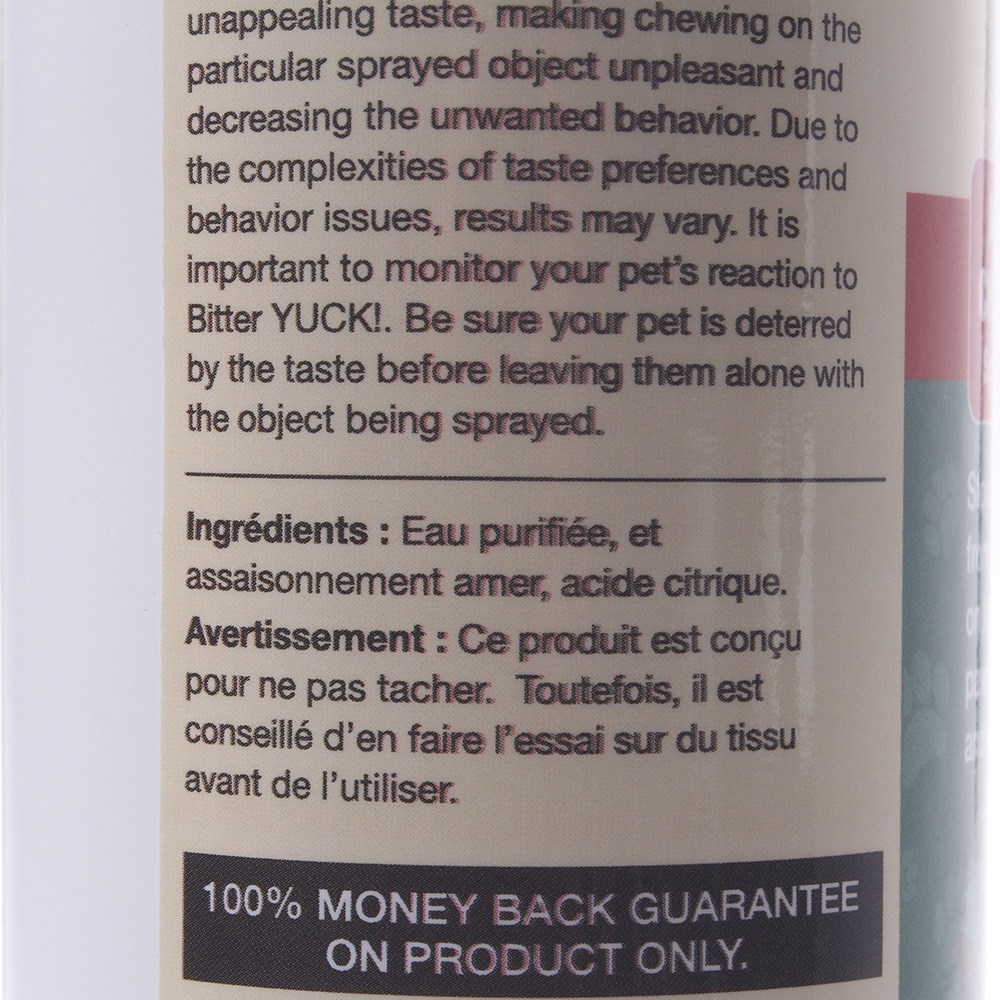 unappealing taste, making chewing on the
particular sprayed object unpleasant and
decreasing the unwanted behavior. Due to
the complexities of taste preferences and
behavior issues, results may vary. It is
important to monitor your pet's reaction to
Bitter YUCK!. Be sure your pet is deterred
by the taste before leaving them alone with
the object being sprayed.
Ingrédients : Eau purifiée, et
assaisonnement amer, acide citrique.
Avertissement : Ce produit est conçu
pour ne pas tacher. Toutefois, il est
conseillé d'en faire l'essai sur du tissu
avant de l'utiliser.
100% MONEY BACK GUARANTEE
ON PRODUCT ONLY.